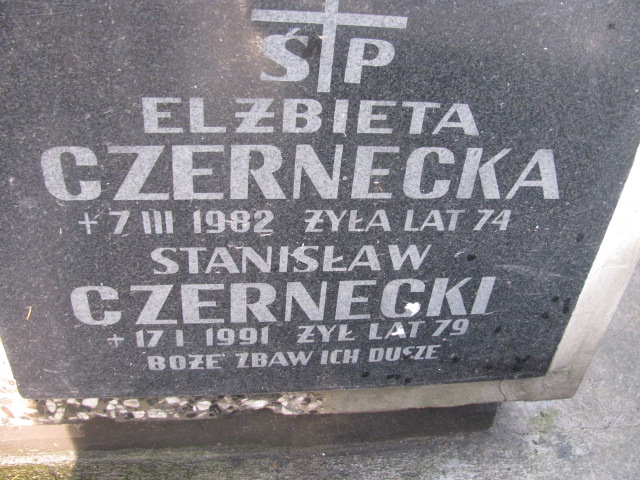 Ś P
ELŻBIETA
CZERNECKA
+ 7 III 1982 ŻYŁA LAT 74
STANISŁAW
CZERNECKI
+ 17 I 1991 ŻYŁ LAT 79
BOŻE ZBAW ICH DUSZE